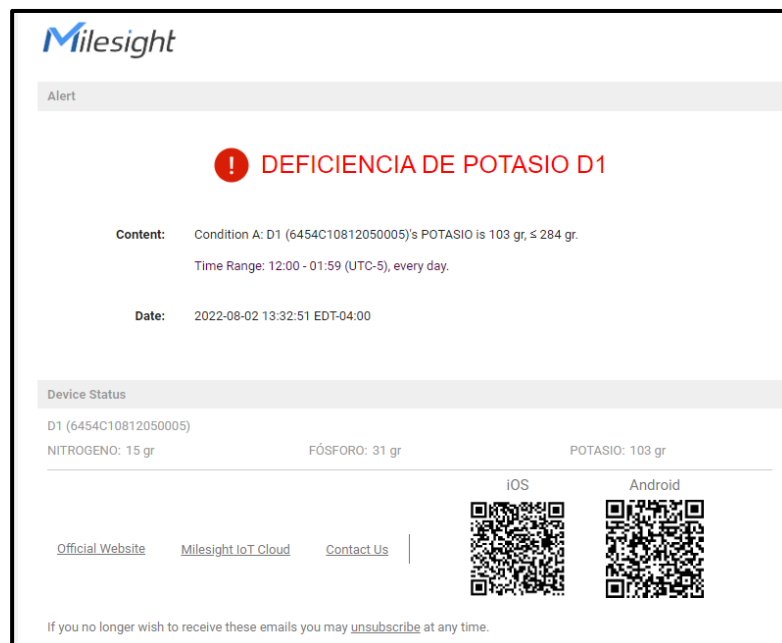 Milesight
Alert
! DEFICIENCIA DE POTASIO D1
Content: Condition A: D1 (6454C10812050005)'s POTASIO is 103 gr, ≤ 284 gr.
Time Range: 12:00 - 01:59 (UTC-5), every day.
Date: 2022-08-02 13:32:51 EDT-04:00
Device Status
D1 (6454C10812050005)
NITROGENO: 15 gr FÓSFORO: 31 gr POTASIO: 103 gr
iOS Android
Official Website Milesight IoT Cloud Contact Us
If you no longer wish to receive these emails you may unsubscribe at any time.